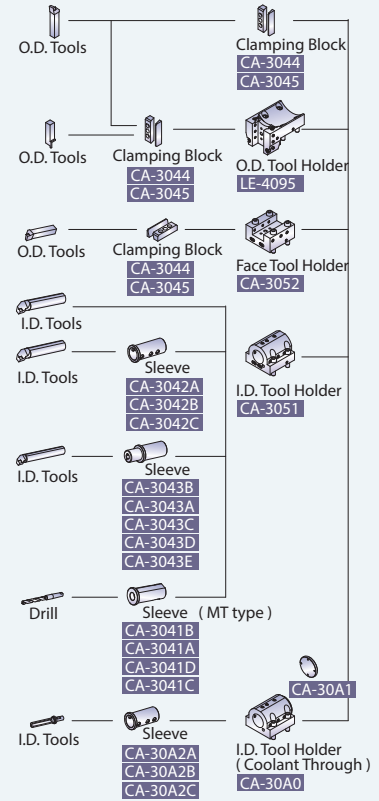 O.D. Tools
Clamping Block
CA-3044
CA-3045
O.D. Tools
Clamping Block
CA-3044
CA-3045
O.D. Tool Holder
LE-4095
O.D. Tools
Clamping Block
CA-3044
CA-3045
Face Tool Holder
CA-3052
I.D. Tools
I.D. Tools
Sleeve
CA-3042A
CA-3042B
CA-3042C
I.D. Tool Holder
CA-3051
I.D. Tools
Sleeve
CA-3043B
CA-3043A
CA-3043C
CA-3043D
CA-3043E
Drill
Sleeve ( MT type )
CA-3041B
CA-3041A
CA-3041D
CA-3041C
CA-30A1
I.D. Tools
Sleeve
CA-30A2A
CA-30A2B
CA-30A2C
I.D. Tool Holder
( Coolant Through )
CA-30A0